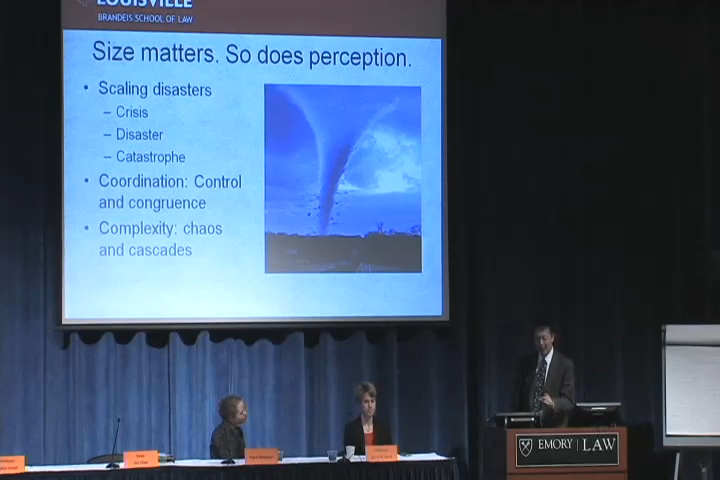 LOUISVILLE
BRANDEIS SCHOOL OF LAW
Size matters. So does perception.
• Scaling disasters
– Crisis
– Disaster
– Catastrophe
• Coordination: Control
and congruence
• Complexity: chaos
and cascades
EMORY | LAW